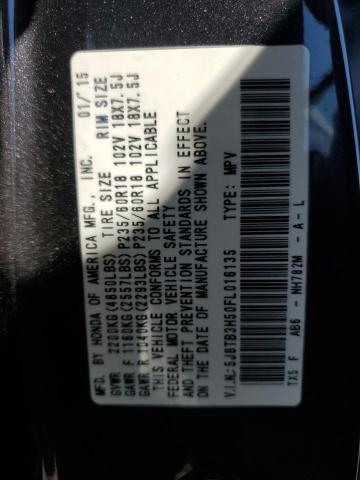 MFD. BY HONDA OF AMERICA MFG., INC. 01/15
GVWR 2200KG(4850LBS) TIRE SIZE RIM SIZE
GAWR F 1160KG(2557LBS) P235/60R18 102V 18X7.5J
GAWR R 1040KG(2293LBS) P235/60R18 102V 18X7.5J
THIS VEHICLE CONFORMS TO ALL APPLICABLE
FEDERAL MOTOR VEHICLE SAFETY
AND THEFT PREVENTION STANDARDS IN EFFECT
ON THE DATE OF MANUFACTURE SHOWN ABOVE.
V.I.N.:5J8TB3H50FL016135 TYPE: MPV
TX5 F AB6 NH782M - A - L